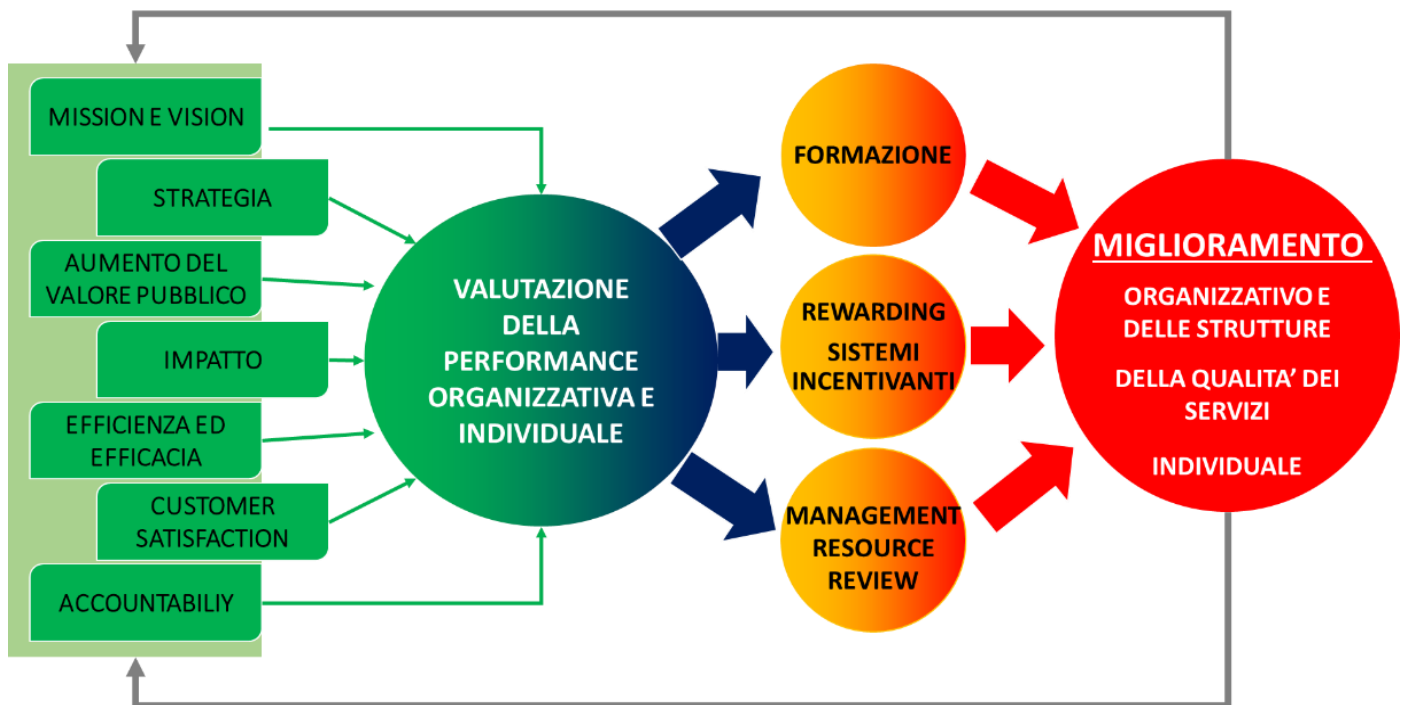 MISSION E VISION
STRATEGIA
AUMENTO DEL
VALORE PUBBLICO
IMPATTO
EFFICIENZA ED
EFFICACIA
CUSTOMER
SATISFACTION
ACCOUNTABILIY
VALUTAZIONE
DELLA
PERFORMANCE
ORGANIZZATIVA E
INDIVIDUALE
FORMAZIONE
REWARDING
SISTEMI
INCENTIVANTI
MANAGEMENT
RESOURCE
REVIEW
MIGLIORAMENTO
ORGANIZZATIVO E
DELLE STRUTTURE
DELLA QUALITA’ DEI
SERVIZI
INDIVIDUALE